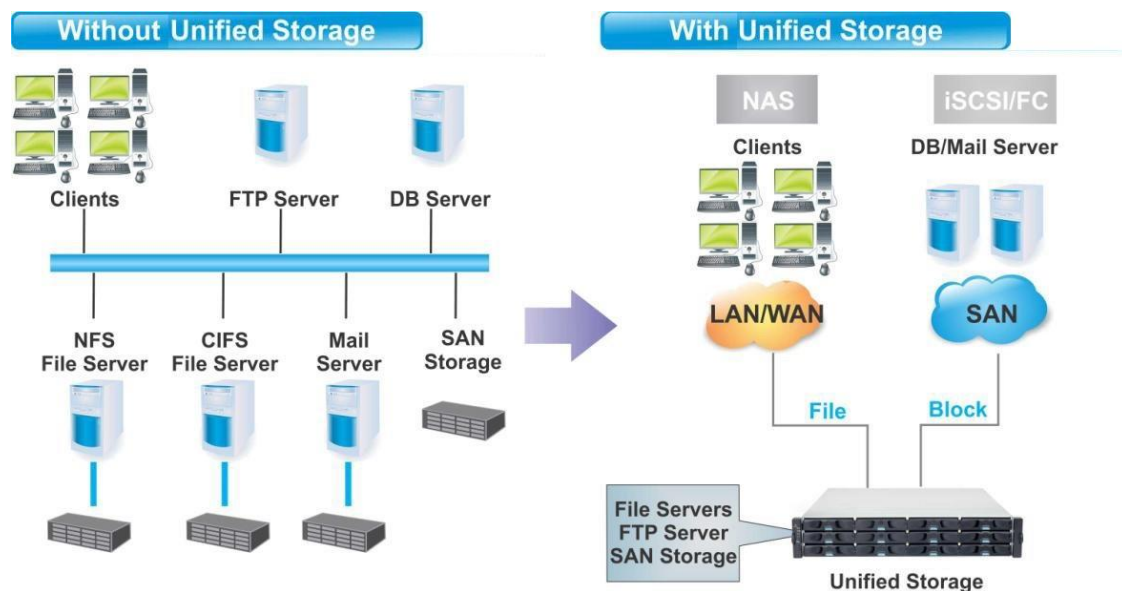 Without Unified Storage
Clients
FTP Server
DB Server
NFS
File Server
CIFS
File Server
Mail
Server
SAN
Storage
With Unified Storage
NAS
iSCSI/FC
Clients
DB/Mail Server
LAN/WAN
SAN
File
Block
File Servers
FTP Server
SAN Storage
Unified Storage